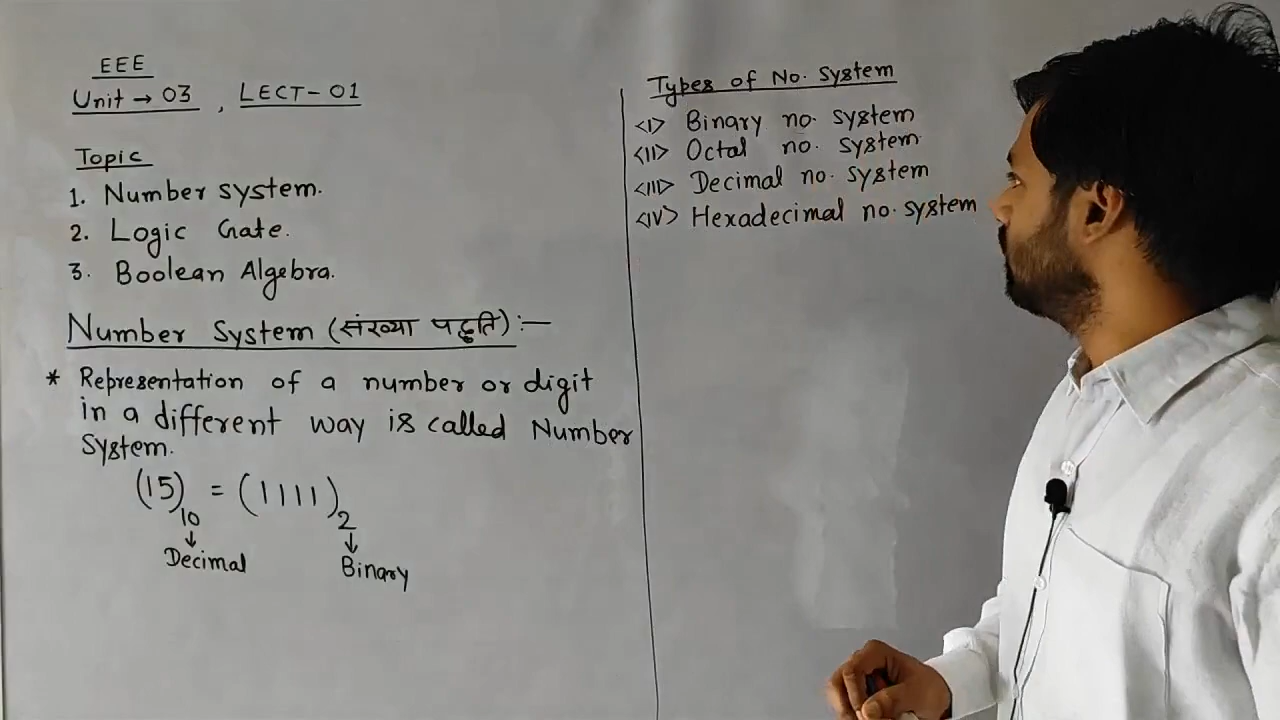 EEE
Unit → 03 , LECT-01
Topic
1. Number system.
2. Logic Gate.
3. Boolean Algebra.
Number System (संख्या पद्धति) :—
* Representation of a number or digit
in a different way is called Number
System.
(15)₁₀ = (1111)₂
↓ ↓
Decimal Binary
Types of No. System
<I> Binary no. system
<II> Octal no. system
<III> Decimal no. system
<IV> Hexadecimal no. system